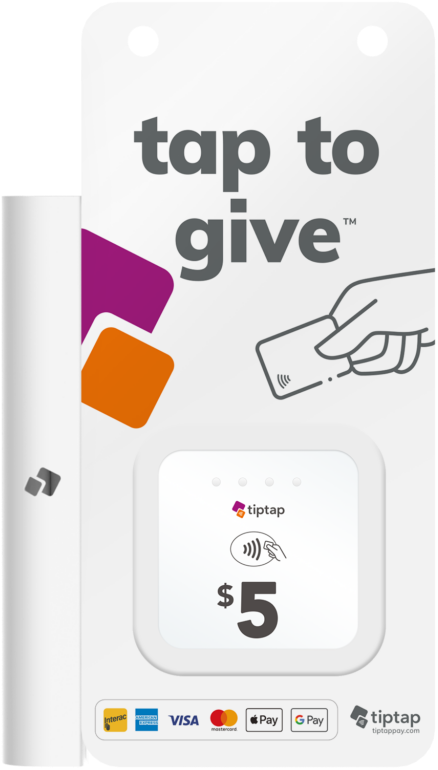 tap to
give™
tiptap
$5
Interac
AMERICAN EXPRESS
VISA
mastercard
Pay
G Pay
tiptap
tiptappay.com